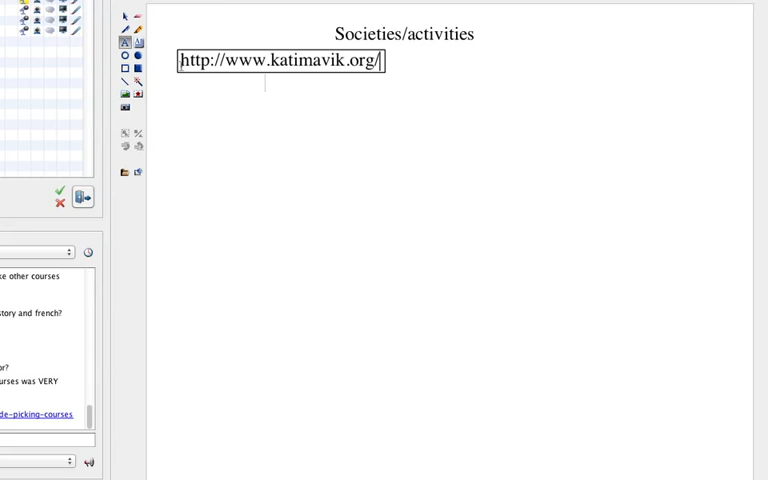 Societies/activities
http://www.katimavik.org/
ke other courses
story and french?
or?
urses was VERY
de-picking-courses